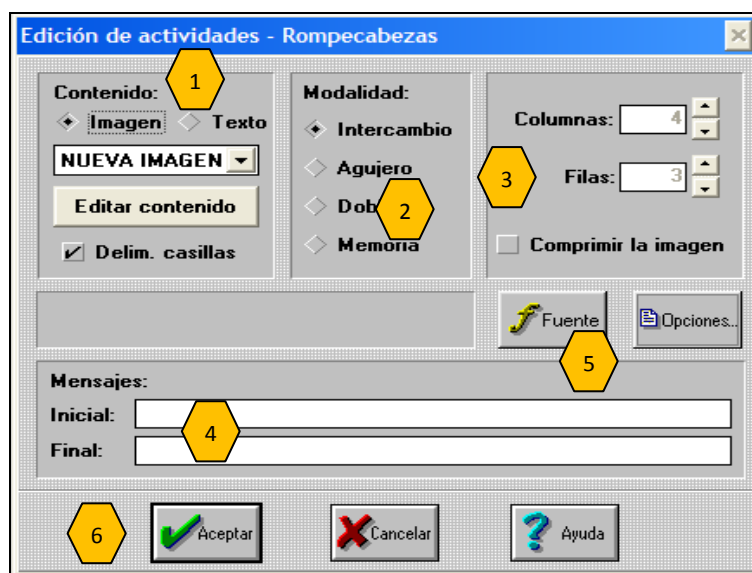 Edición de actividades - Rompecabezas
1
Contenido:
Imagen Texto
NUEVA IMAGEN
Editar contenido
Delim. casillas
Modalidad:
Intercambio
Agujero
Dob
2
Memoria
Columnas: 4
3
Filas: 3
Comprimir la imagen
Fuente
Opciones...
5
Mensajes:
Inicial:
4
Final:
6
Aceptar
Cancelar
Ayuda